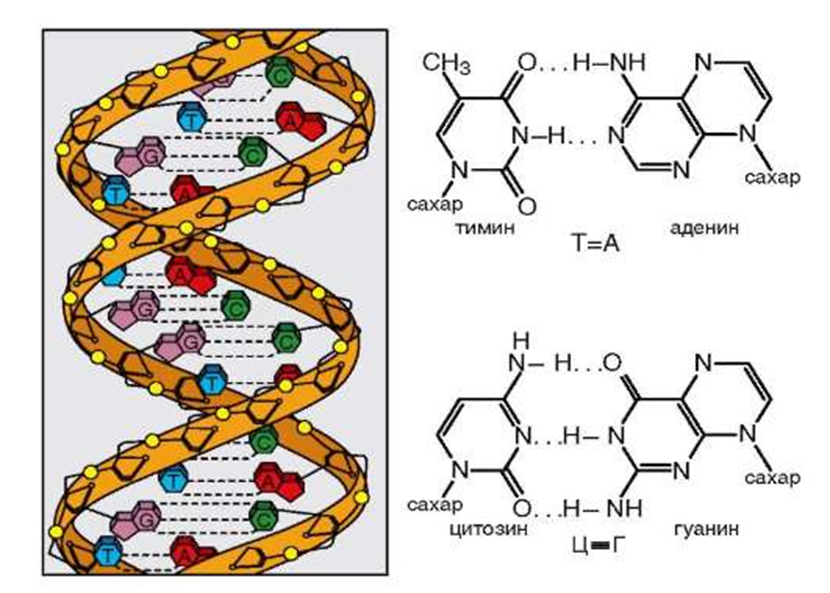 G C
T A
G C
T A
A
G C
G C
T
C
T A
G C
T A
CH₃ O...H–NH N
N–H...N N
N N
сахар O сахар
тимин аденин
T=A
H
N– H...O N
N...H–N N
N N
сахар O...H–NH сахар
цитозин гуанин
Ц≡Г